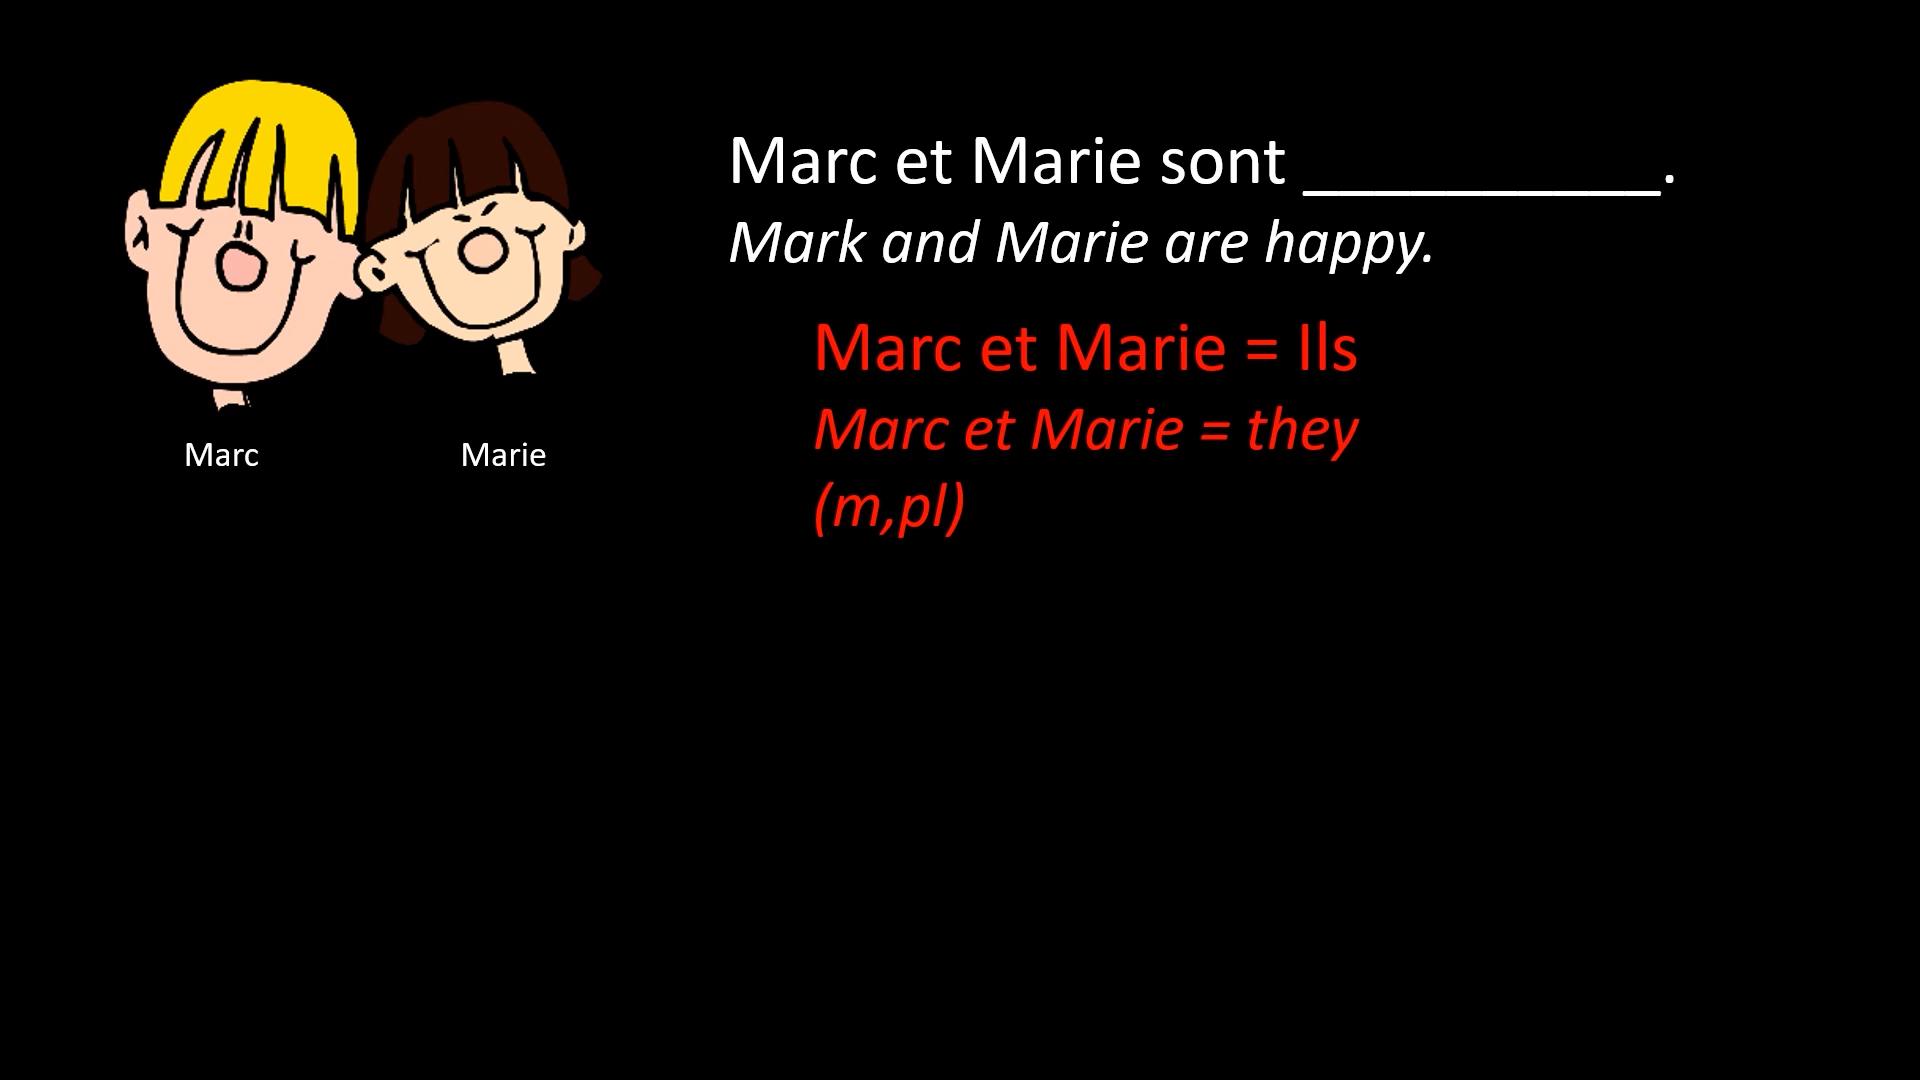 Marc et Marie sont __________.
Mark and Marie are happy.
Marc et Marie = Ils
Marc et Marie = they
(m,pl)
Marc
Marie